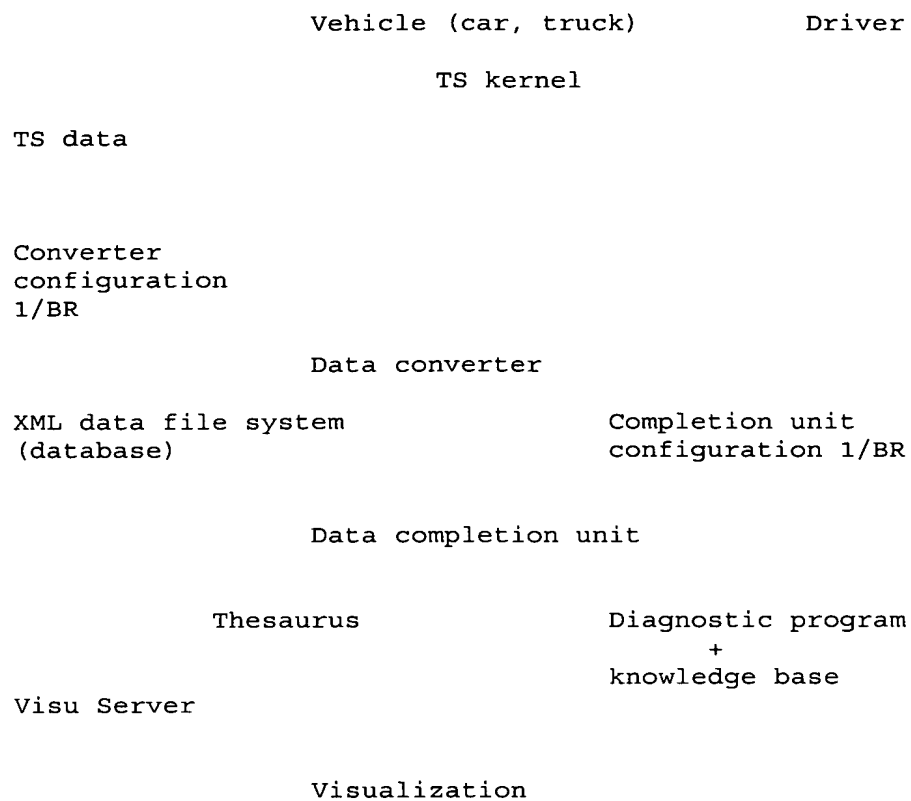 Vehicle (car, truck) Driver
TS kernel
TS data
Converter
configuration
1/BR
Data converter
XML data file system
(database)
Completion unit
configuration 1/BR
Data completion unit
Thesaurus
Diagnostic program
+
knowledge base
Visu Server
Visualization